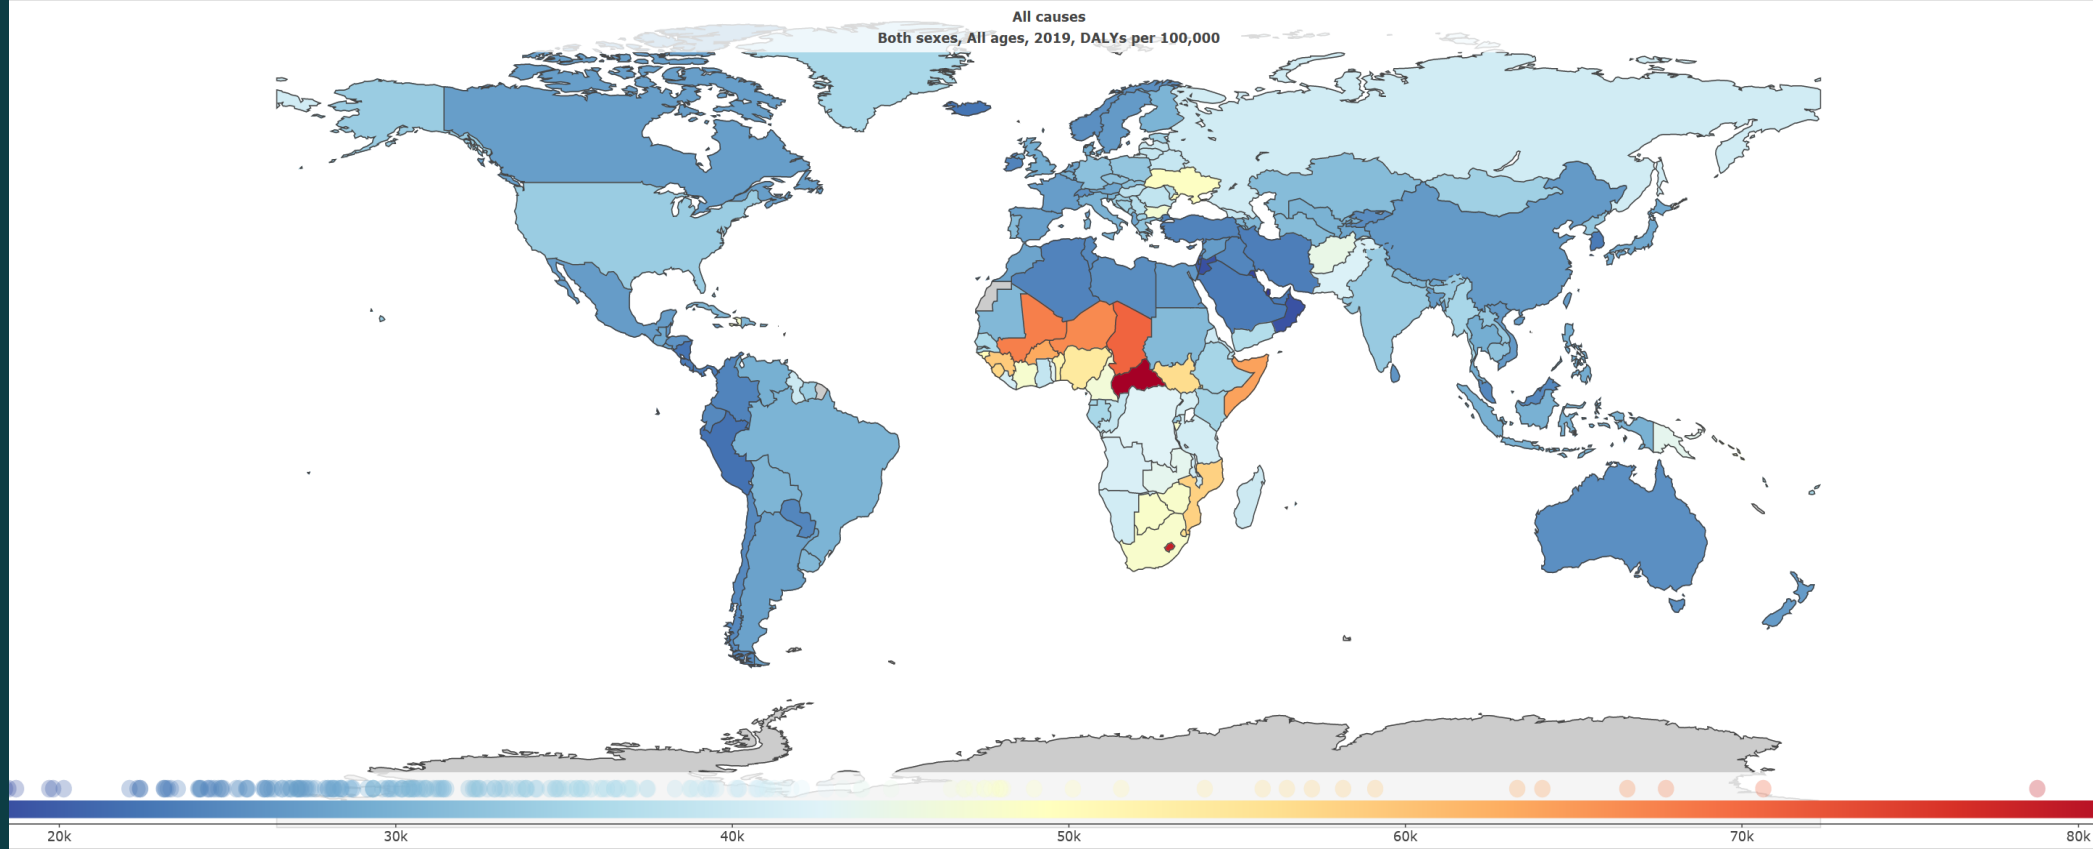 All causes
Both sexes, All ages, 2019, DALYs per 100,000
20k 30k 40k 50k 60k 70k 80k